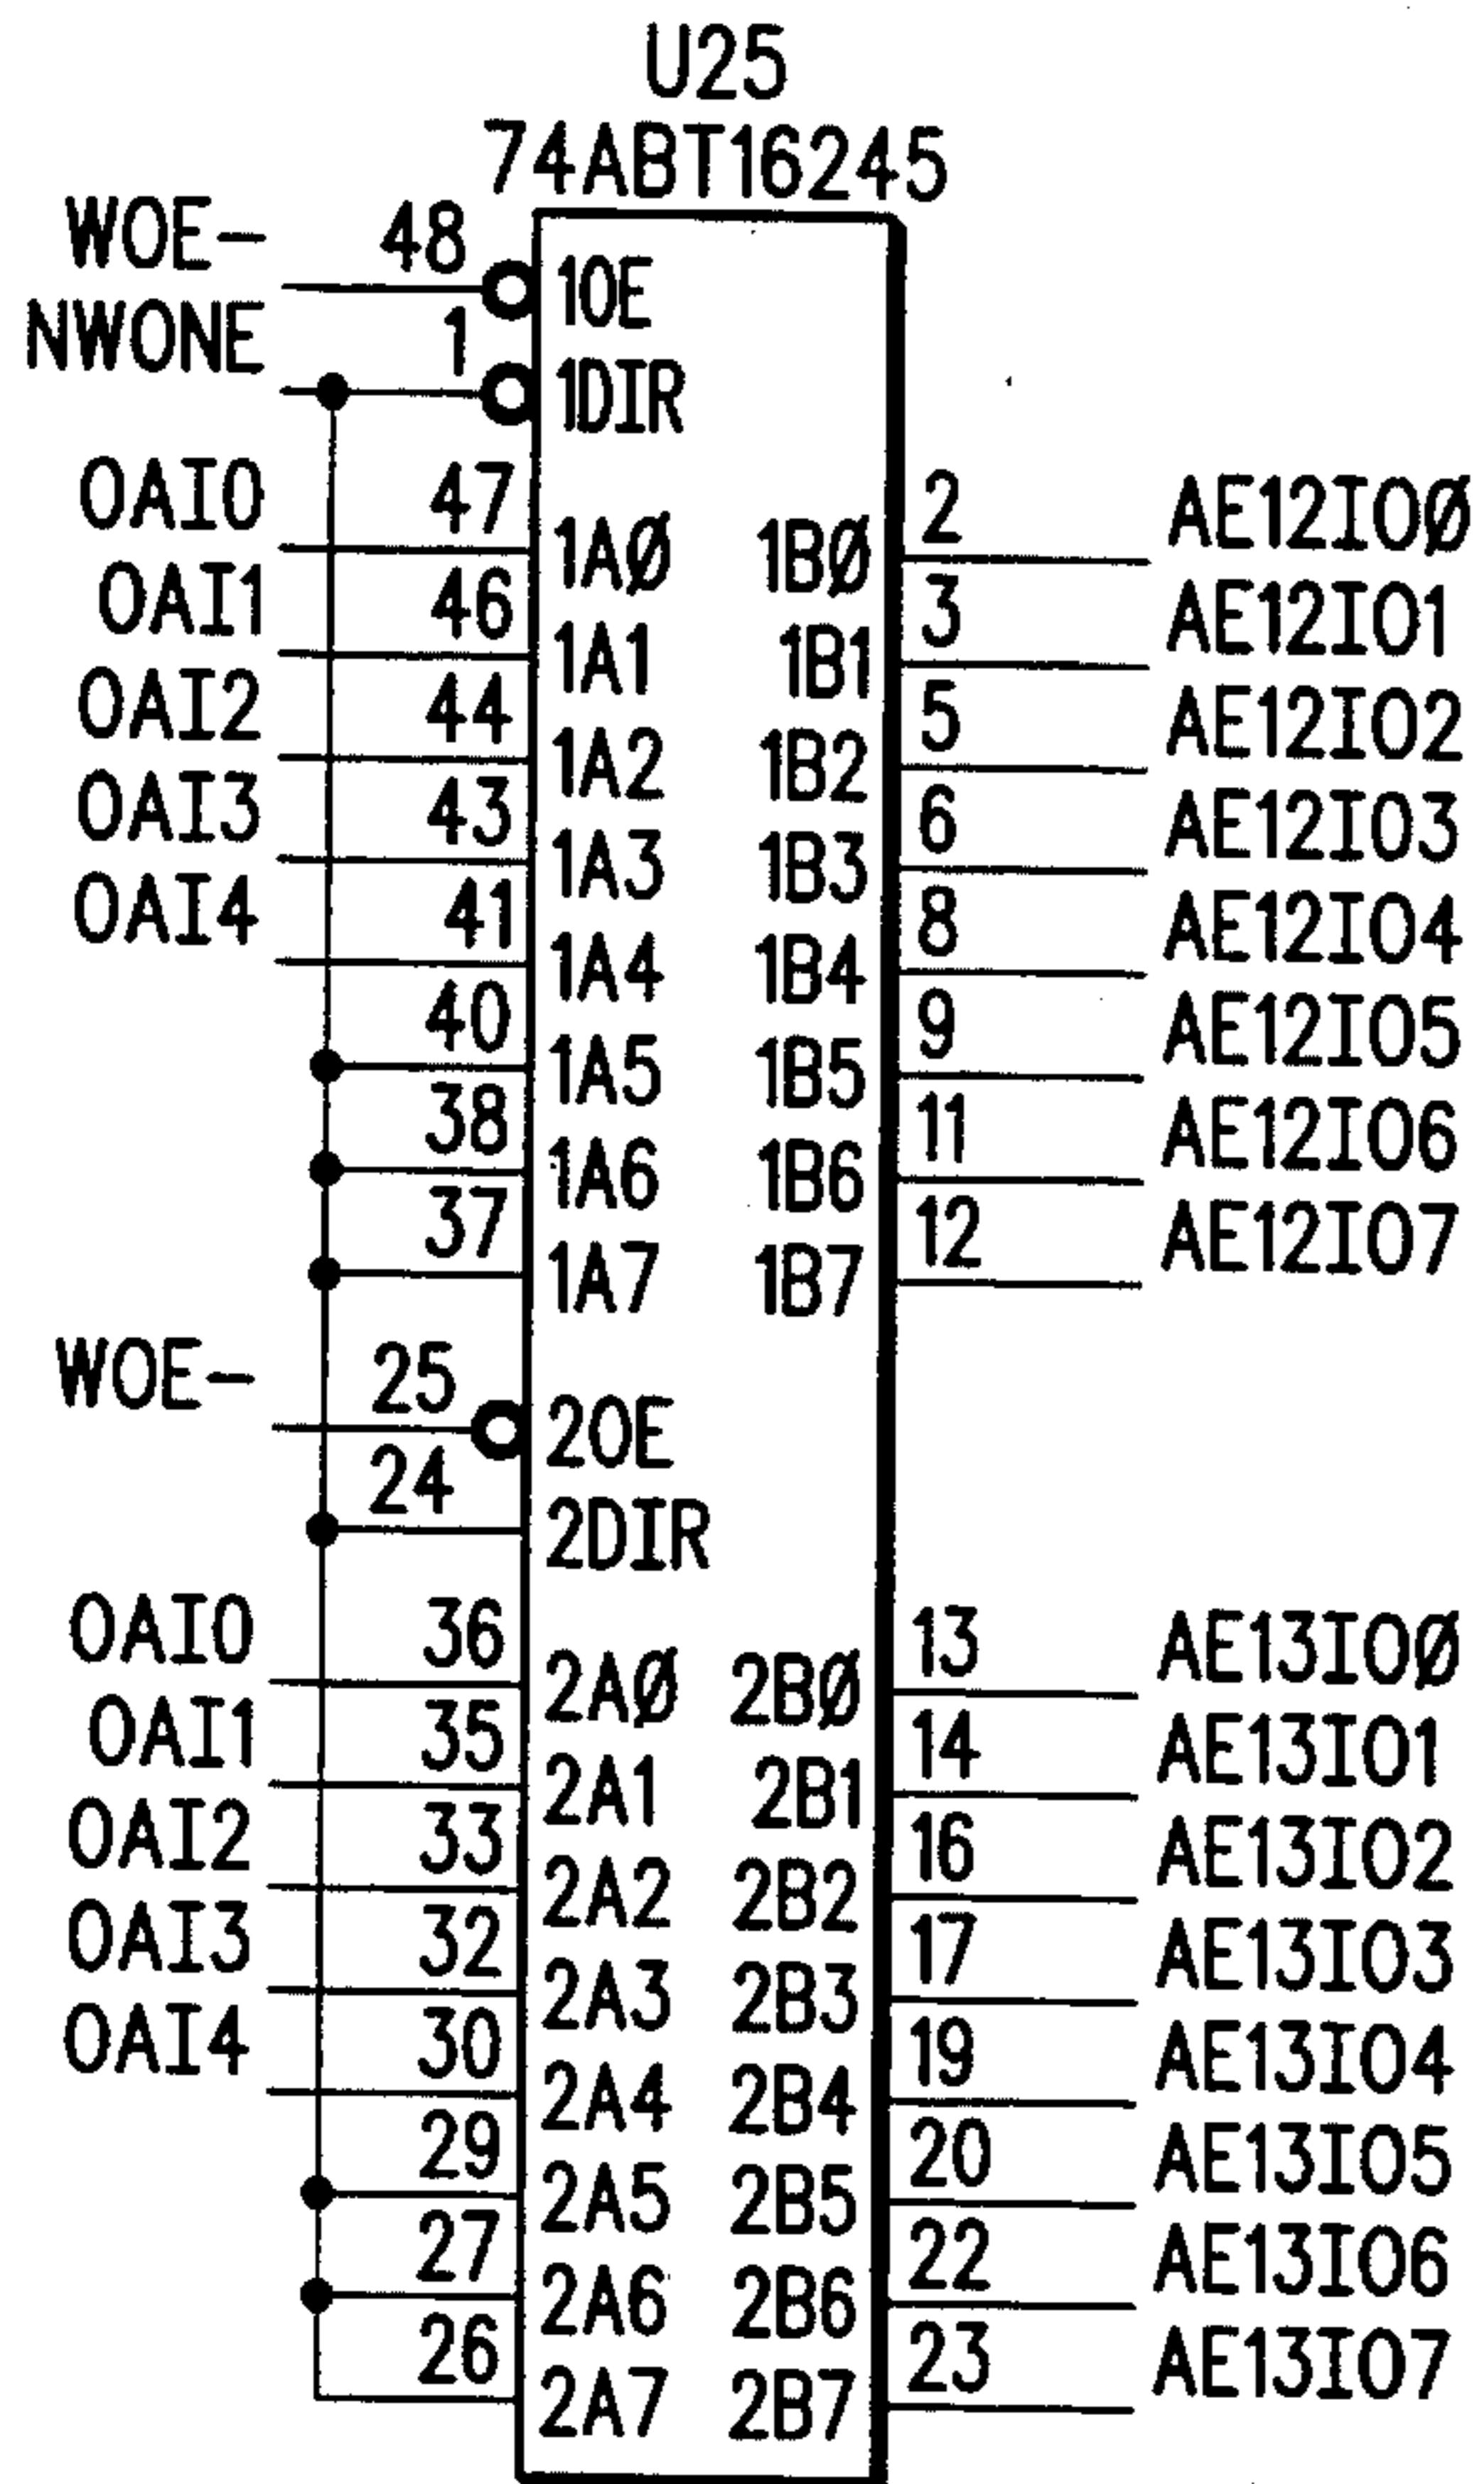 U25
74ABT16245
WOE- 48 1OE
NWONE 1 1DIR
OAI0 47 1AØ 1BØ 2 AE12IOØ
OAI1 46 1A1 1B1 3 AE12IO1
OAI2 44 1A2 1B2 5 AE12IO2
OAI3 43 1A3 1B3 6 AE12IO3
OAI4 41 1A4 1B4 8 AE12IO4
40 1A5 1B5 9 AE12IO5
38 1A6 1B6 11 AE12IO6
37 1A7 1B7 12 AE12IO7
WOE- 25 2OE
24 2DIR
OAI0 36 2AØ 2BØ 13 AE13IOØ
OAI1 35 2A1 2B1 14 AE13IO1
OAI2 33 2A2 2B2 16 AE13IO2
OAI3 32 2A3 2B3 17 AE13IO3
OAI4 30 2A4 2B4 19 AE13IO4
29 2A5 2B5 20 AE13IO5
27 2A6 2B6 22 AE13IO6
26 2A7 2B7 23 AE13IO7